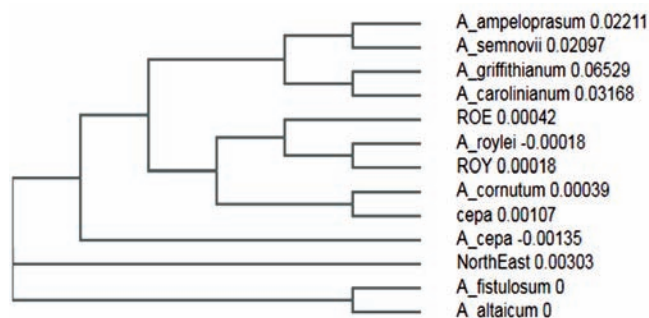 A_ampeloprasum 0.02211
A_semnovii 0.02097
A_griffithianum 0.06529
A_carolinianum 0.03168
ROE 0.00042
A_roylei -0.00018
ROY 0.00018
A_cornutum 0.00039
cepa 0.00107
A_cepa -0.00135
NorthEast 0.00303
A_fistulosum 0
A_altaicum 0